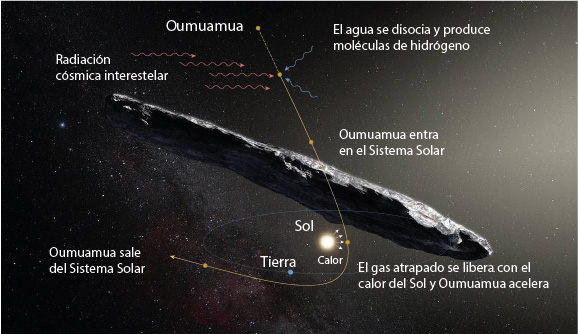 Oumuamua
El agua se disocia y produce
moléculas de hidrógeno
Radiación
cósmica interestelar
Oumuamua entra
en el Sistema Solar
Sol
Calor
Oumuamua sale
del Sistema Solar
Tierra
El gas atrapado se libera con el
calor del Sol y Oumuamua acelera